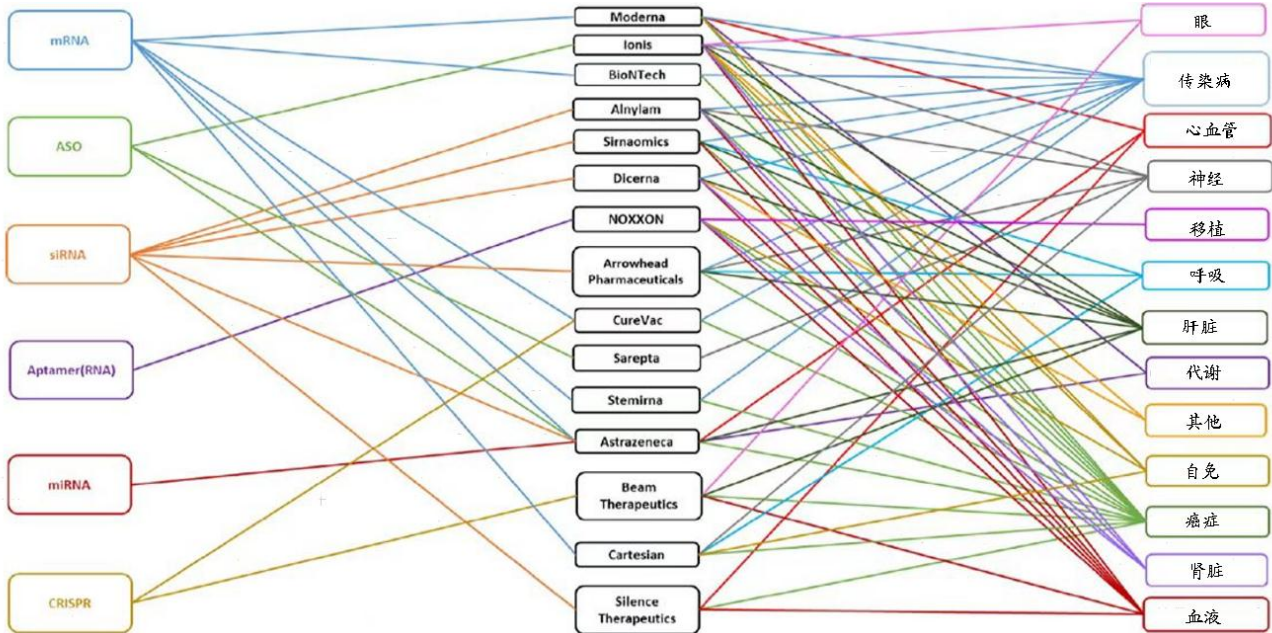 mRNA
ASO
siRNA
Aptamer(RNA)
miRNA
CRISPR
Moderna
Ionis
BioNTech
Alnylam
Sirnaomics
Dicerna
NOXXON
Arrowhead
Pharmaceuticals
CureVac
Sarepta
Stemirna
Astrazeneca
Beam
Therapeutics
Cartesian
Silence
Therapeutics
眼
传染病
心血管
神经
移植
呼吸
肝脏
代谢
其他
自免
癌症
肾脏
血液